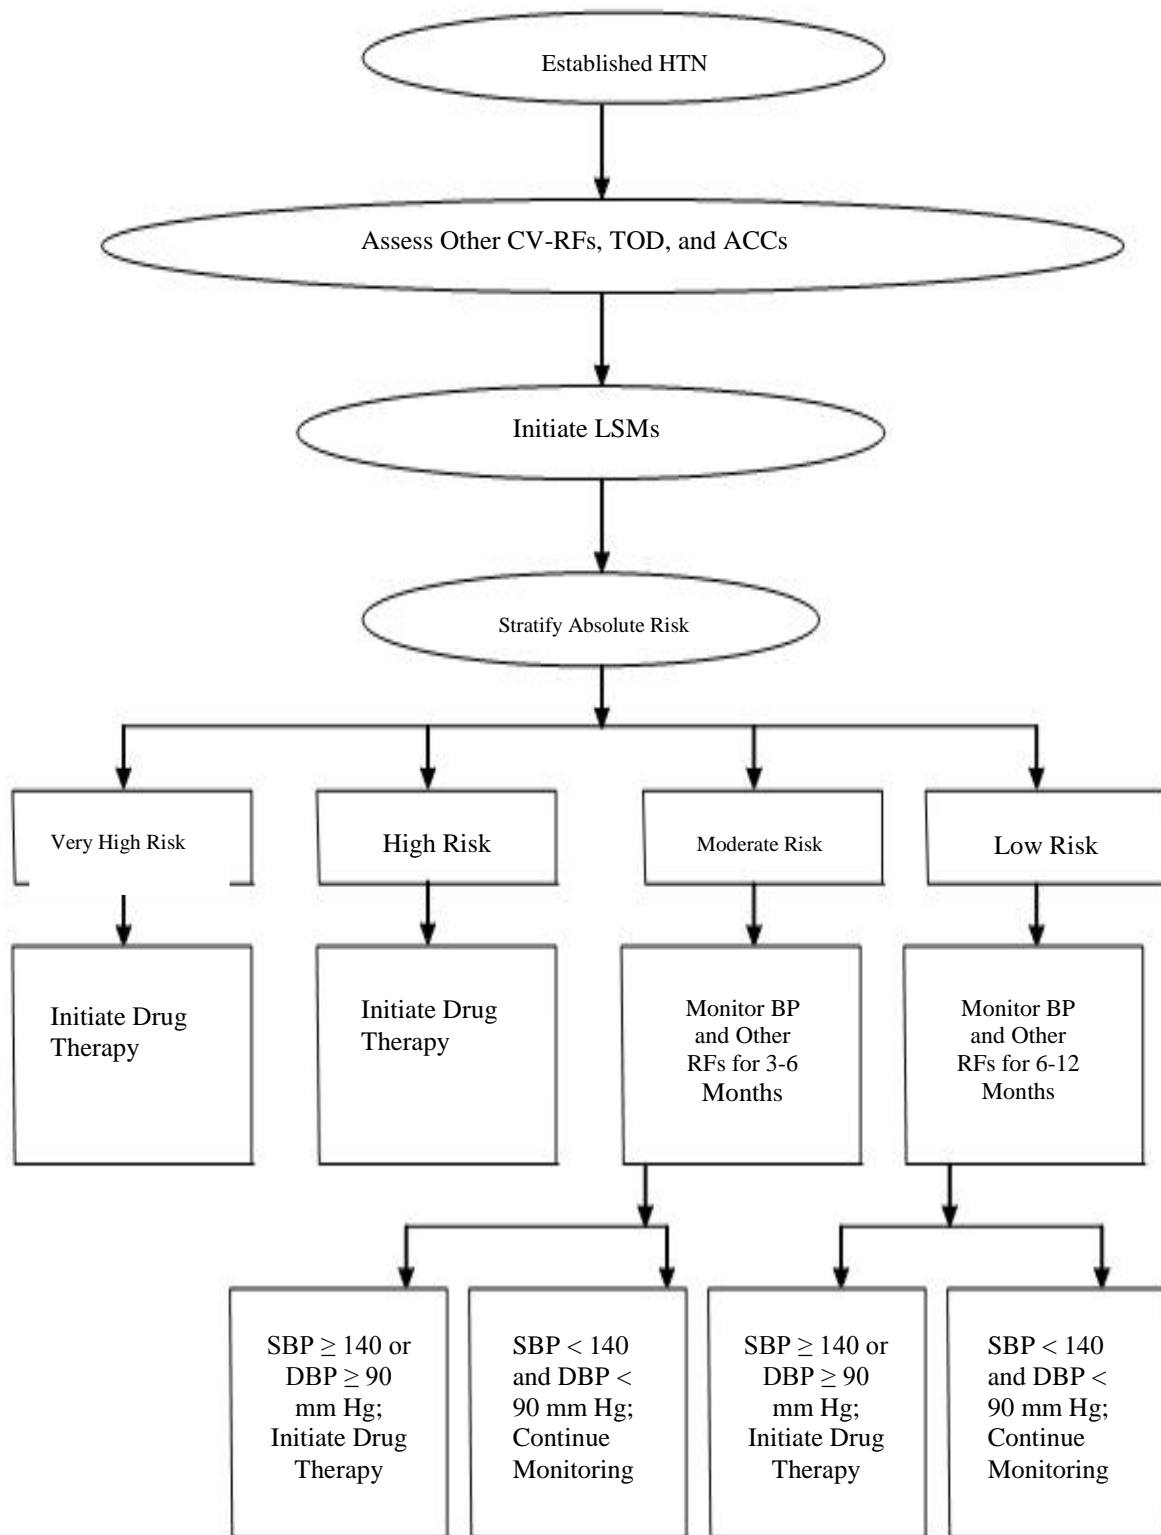 Established HTN
Assess Other CV-RFs, TOD, and ACCs
Initiate LSMs
Stratify Absolute Risk
Very High Risk
High Risk
Moderate Risk
Low Risk
Initiate Drug
Therapy
Initiate Drug
Therapy
Monitor BP
and Other
RFs for 3-6
Months
Monitor BP
and Other
RFs for 6-12
Months
SBP ≥ 140 or
DBP ≥ 90
mm Hg;
Initiate Drug
Therapy
SBP < 140
and DBP <
90 mm Hg;
Continue
Monitoring
SBP ≥ 140 or
DBP ≥ 90
mm Hg;
Initiate Drug
Therapy
SBP < 140
and DBP <
90 mm Hg;
Continue
Monitoring